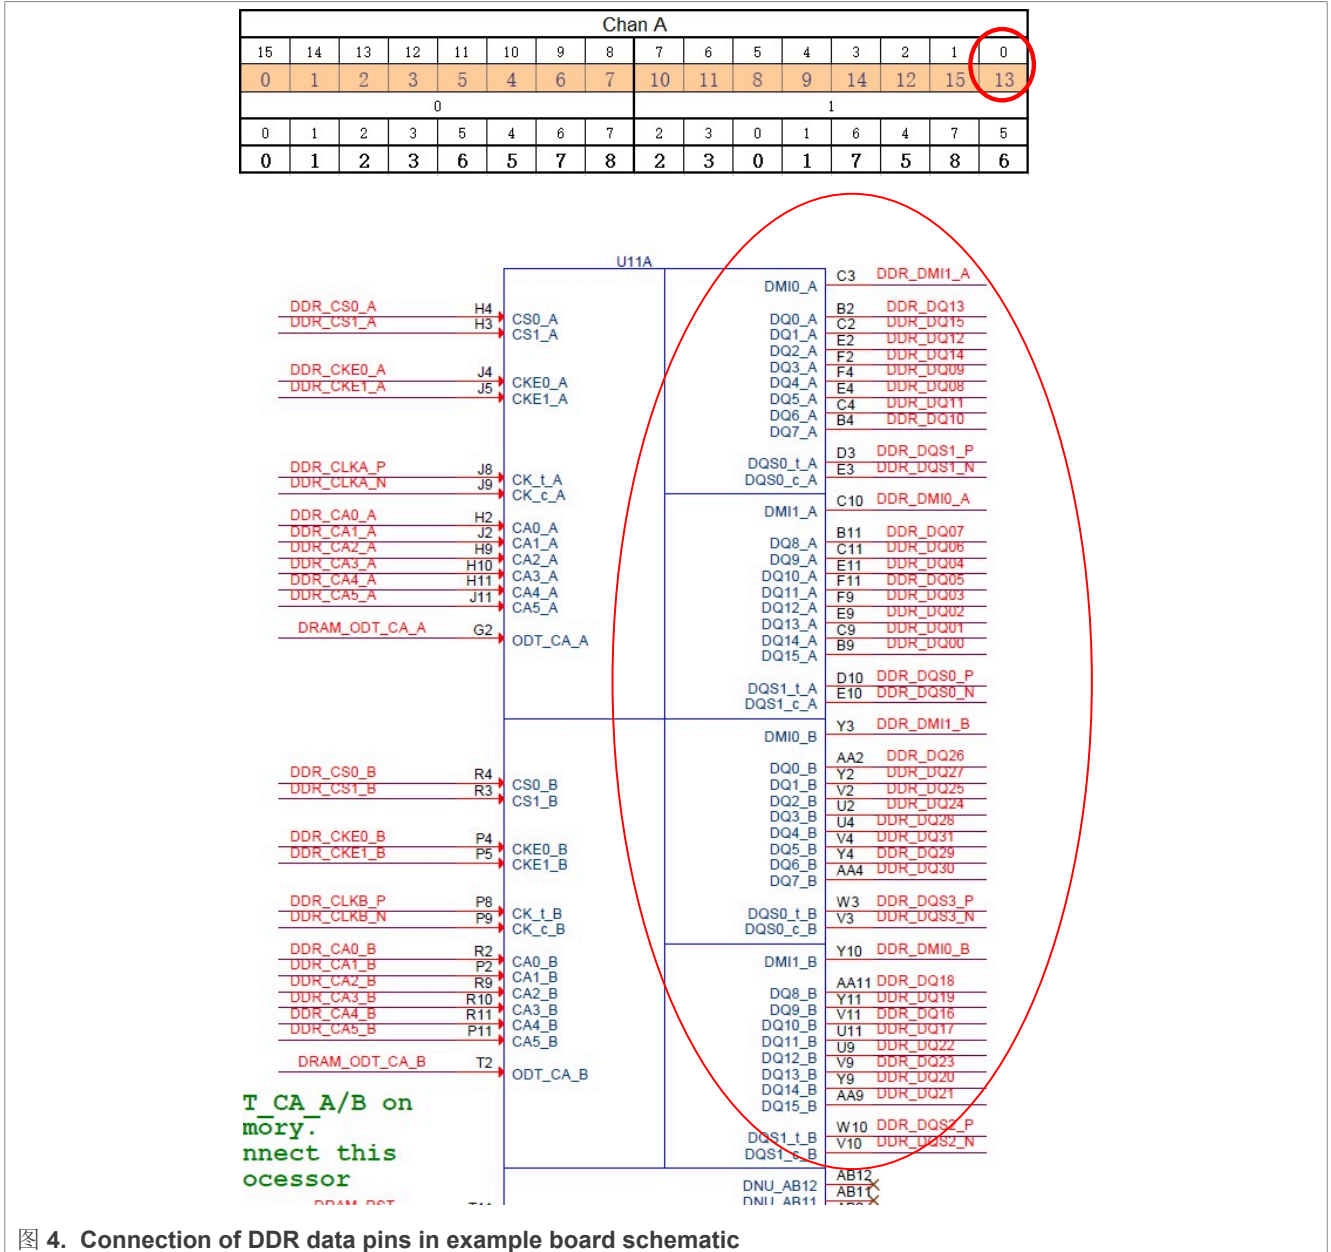 Chan A
15 14 13 12 11 10 9 8 7 6 5 4 3 2 1 0
0 1 2 3 5 4 6 7 10 11 8 9 14 12 15 13
0 1
0 1 2 3 5 4 6 7 2 3 0 1 6 4 7 5
0 1 2 3 6 5 7 8 2 3 0 1 7 5 8 6
U11A
DMI0_A C3 DDR_DMI1_A
DDR_CS0_A H4 CS0_A DQ0_A B2 DDR_DQ13
DDR_CS1_A H3 CS1_A DQ1_A C2 DDR_DQ15
DQ2_A E2 DDR_DQ12
DQ3_A F2 DDR_DQ14
DDR_CKE0_A J4 CKE0_A DQ4_A F4 DDR_DQ09
DDR_CKE1_A J5 CKE1_A DQ5_A E4 DDR_DQ08
DQ6_A C4 DDR_DQ11
DQ7_A B4 DDR_DQ10
DDR_CLKA_P J8 CK_t_A DQS0_t_A D3 DDR_DQS1_P
DDR_CLKA_N J9 CK_c_A DQS0_c_A E3 DDR_DQS1_N
DMI1_A C10 DDR_DMI0_A
DDR_CA0_A H2 CA0_A DQ8_A B11 DDR_DQ07
DDR_CA1_A J2 CA1_A DQ9_A C11 DDR_DQ06
DDR_CA2_A H9 CA2_A DQ10_A E11 DDR_DQ04
DDR_CA3_A H10 CA3_A DQ11_A F11 DDR_DQ05
DDR_CA4_A H11 CA4_A DQ12_A F9 DDR_DQ03
DDR_CA5_A J11 CA5_A DQ13_A E9 DDR_DQ02
DRAM_ODT_CA_A G2 ODT_CA_A DQ14_A C9 DDR_DQ01
DQ15_A B9 DDR_DQ00
DQS1_t_A D10 DDR_DQS0_P
DQS1_c_A E10 DDR_DQS0_N
DMI0_B Y3 DDR_DMI1_B
DDR_CS0_B R4 CS0_B DQ0_B AA2 DDR_DQ26
DDR_CS1_B R3 CS1_B DQ1_B Y2 DDR_DQ27
DQ2_B V2 DDR_DQ25
DQ3_B U2 DDR_DQ24
DDR_CKE0_B P4 CKE0_B DQ4_B U4 DDR_DQ28
DDR_CKE1_B P5 CKE1_B DQ5_B V4 DDR_DQ31
DQ6_B Y4 DDR_DQ29
DQ7_B AA4 DDR_DQ30
DDR_CLKB_P P8 CK_t_B DQS0_t_B W3 DDR_DQS3_P
DDR_CLKB_N P9 CK_c_B DQS0_c_B V3 DDR_DQS3_N
DMI1_B Y10 DDR_DMI0_B
DDR_CA0_B R2 CA0_B DQ8_B AA11 DDR_DQ18
DDR_CA1_B P2 CA1_B DQ9_B Y11 DDR_DQ19
DDR_CA2_B R9 CA2_B DQ10_B V11 DDR_DQ16
DDR_CA3_B R10 CA3_B DQ11_B U11 DDR_DQ17
DDR_CA4_B R11 CA4_B DQ12_B U9 DDR_DQ22
DDR_CA5_B P11 CA5_B DQ13_B V9 DDR_DQ23
DRAM_ODT_CA_B T2 ODT_CA_B DQ14_B Y9 DDR_DQ20
DQ15_B AA9 DDR_DQ21
DQS1_t_B W10 DDR_DQS2_P
DQS1_c_B V10 DDR_DQS2_N
T_CA_A/B on
mory.
nnect this
ocessor
DNU_AB12 AB12
DNU_AB11 AB11
图 4. Connection of DDR data pins in example board schematic